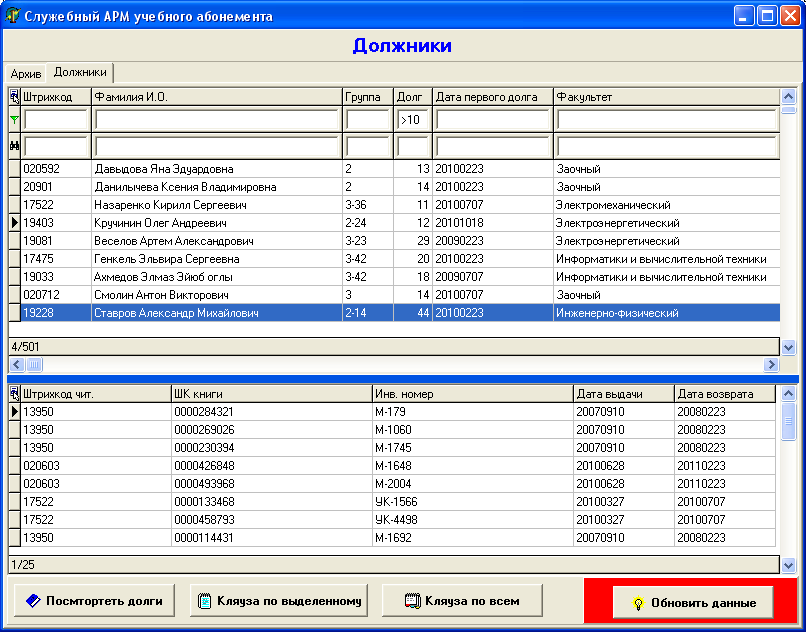 Служебный АРМ учебного абонемента
Должники
Архив Должники
Штрихкод Фамилия И.О. Группа Долг Дата первого долга Факультет
>10
020592 Давыдова Яна Эдуардовна 2 13 20100223 Заочный
20901 Данилычева Ксения Владимировна 2 14 20100223 Заочный
17522 Назаренко Кирилл Сергеевич 3-36 11 20100707 Электромеханический
19403 Кручинин Олег Андреевич 2-24 12 20101018 Электроэнергетический
19081 Веселов Артем Александрович 3-23 29 20090223 Электроэнергетический
17475 Генкель Эльвира Сергеевна 3-42 20 20100223 Информатики и вычислительной техники
19033 Ахмедов Элмаз Эйюб оглы 3-42 18 20090707 Информатики и вычислительной техники
020712 Смолин Антон Викторович 3 14 20100707 Заочный
19228 Ставров Александр Михайлович 2-14 44 20100223 Инженерно-физический
4/501
Штрихкод чит. ШК книги Инв. номер Дата выдачи Дата возврата
13950 0000284321 М-179 20070910 20080223
13950 0000269026 М-1060 20070910 20080223
13950 0000230394 М-1745 20070910 20080223
020603 0000426848 М-1648 20100628 20110223
020603 0000493968 М-2004 20100628 20110223
17522 0000133468 УК-1566 20100327 20100707
17522 0000458793 УК-4498 20100327 20100707
13950 0000114431 М-1692 20070910 20080223
1/25
Посмтортеть долги Кляуза по выделенному Кляуза по всем Обновить данные